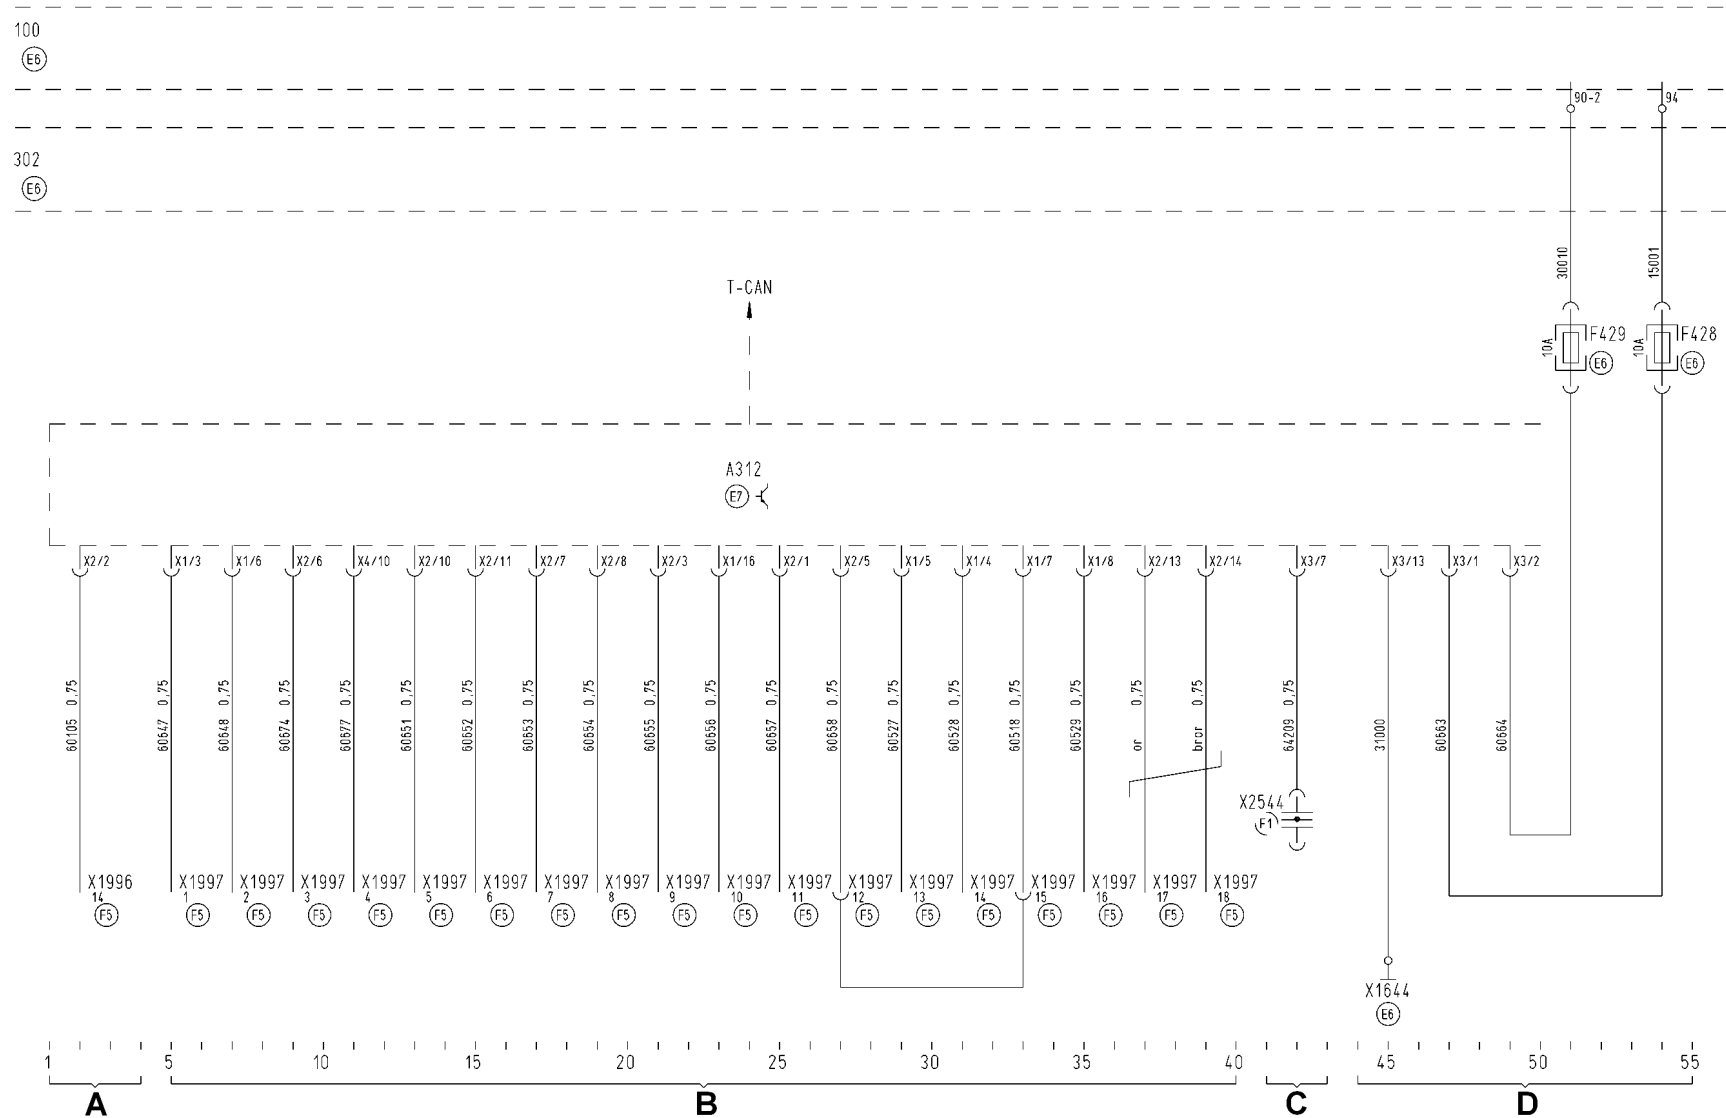 100
E6
90-2
94
302
E6
30010
15001
T-CAN
10A
F429
E6
10A
F428
E6
A312
E7
X2/2
X1/3
X1/6
X2/6
X4/10
X2/10
X2/11
X2/7
X2/8
X2/3
X1/16
X2/1
X2/5
X1/5
X1/4
X1/7
X1/8
X2/13
X2/14
X3/7
X3/13
X3/1
X3/2
60105 0,75
60647 0,75
60648 0,75
60674 0,75
60677 0,75
60651 0,75
60652 0,75
60653 0,75
60654 0,75
60655 0,75
60656 0,75
60657 0,75
60658 0,75
60527 0,75
60528 0,75
60518 0,75
60529 0,75
or 0,75
bror 0,75
64209 0,75
31000
60663
60664
X2544
F1
X1996
14
F5
X1997
1
F5
X1997
2
F5
X1997
3
F5
X1997
4
F5
X1997
5
F5
X1997
6
F5
X1997
7
F5
X1997
8
F5
X1997
9
F5
X1997
10
F5
X1997
11
F5
X1997
12
F5
X1997
13
F5
X1997
14
F5
X1997
15
F5
X1997
16
F5
X1997
17
F5
X1997
18
F5
X1644
E6
1 5 10 15 20 25 30 35 40 45 50 55
A B C D